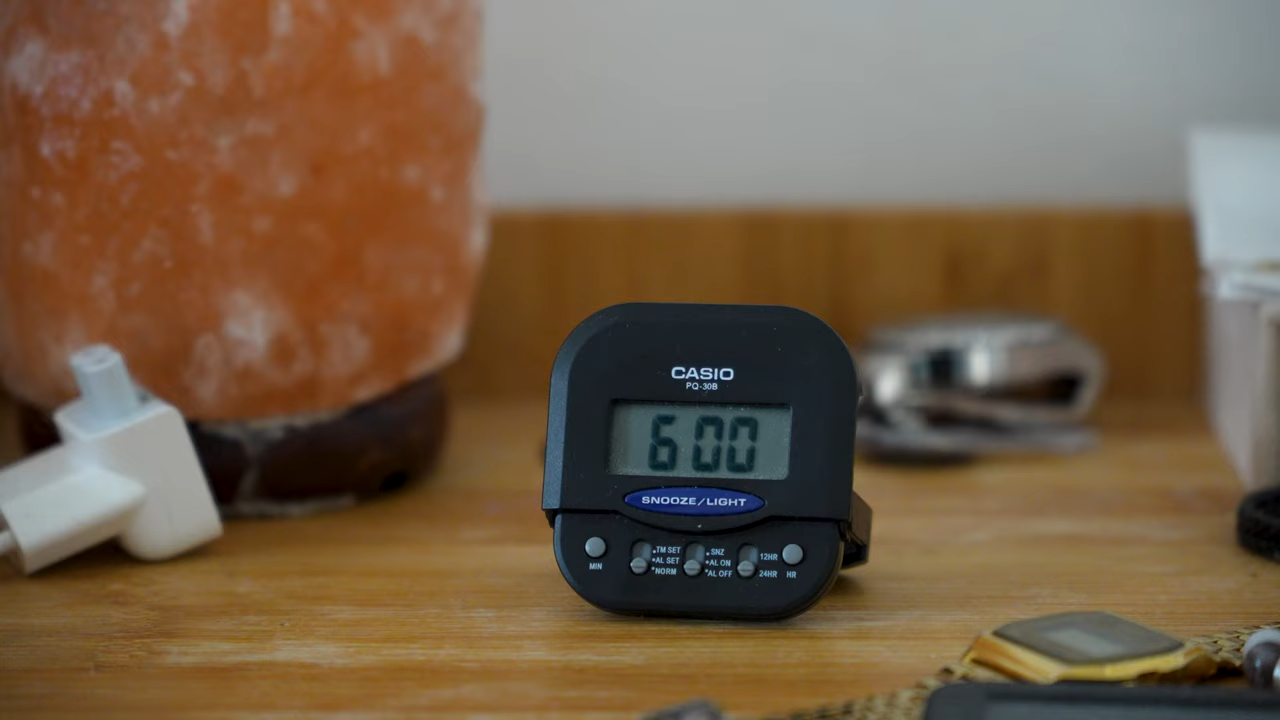 CASIO
PQ-30B
6 00
SNOOZE/LIGHT
MIN
•TM SET
•AL SET
•NORM
•SNZ
•AL ON
•AL OFF
12HR
24HR
HR